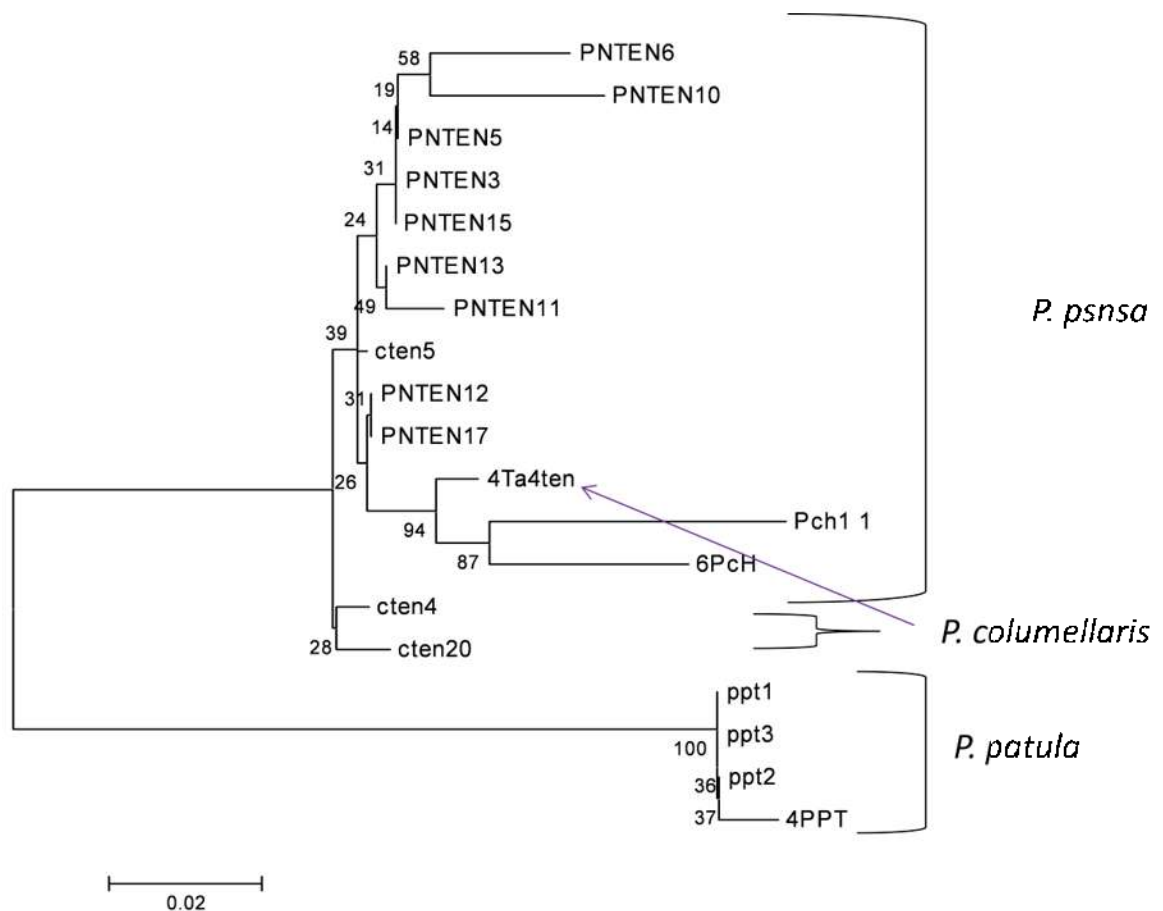 58
PNTEN6
19
PNTEN10
14
PNTEN5
31
PNTEN3
24
PNTEN15
PNTEN13
49
PNTEN11
39
cten5
31
PNTEN12
PNTEN17
26
4Ta4ten
94
Pch1 1
87
6PcH
cten4
28
cten20
ppt1
100
ppt3
36
ppt2
37
4PPT
0.02
P. psnsa
P. columellaris
P. patula